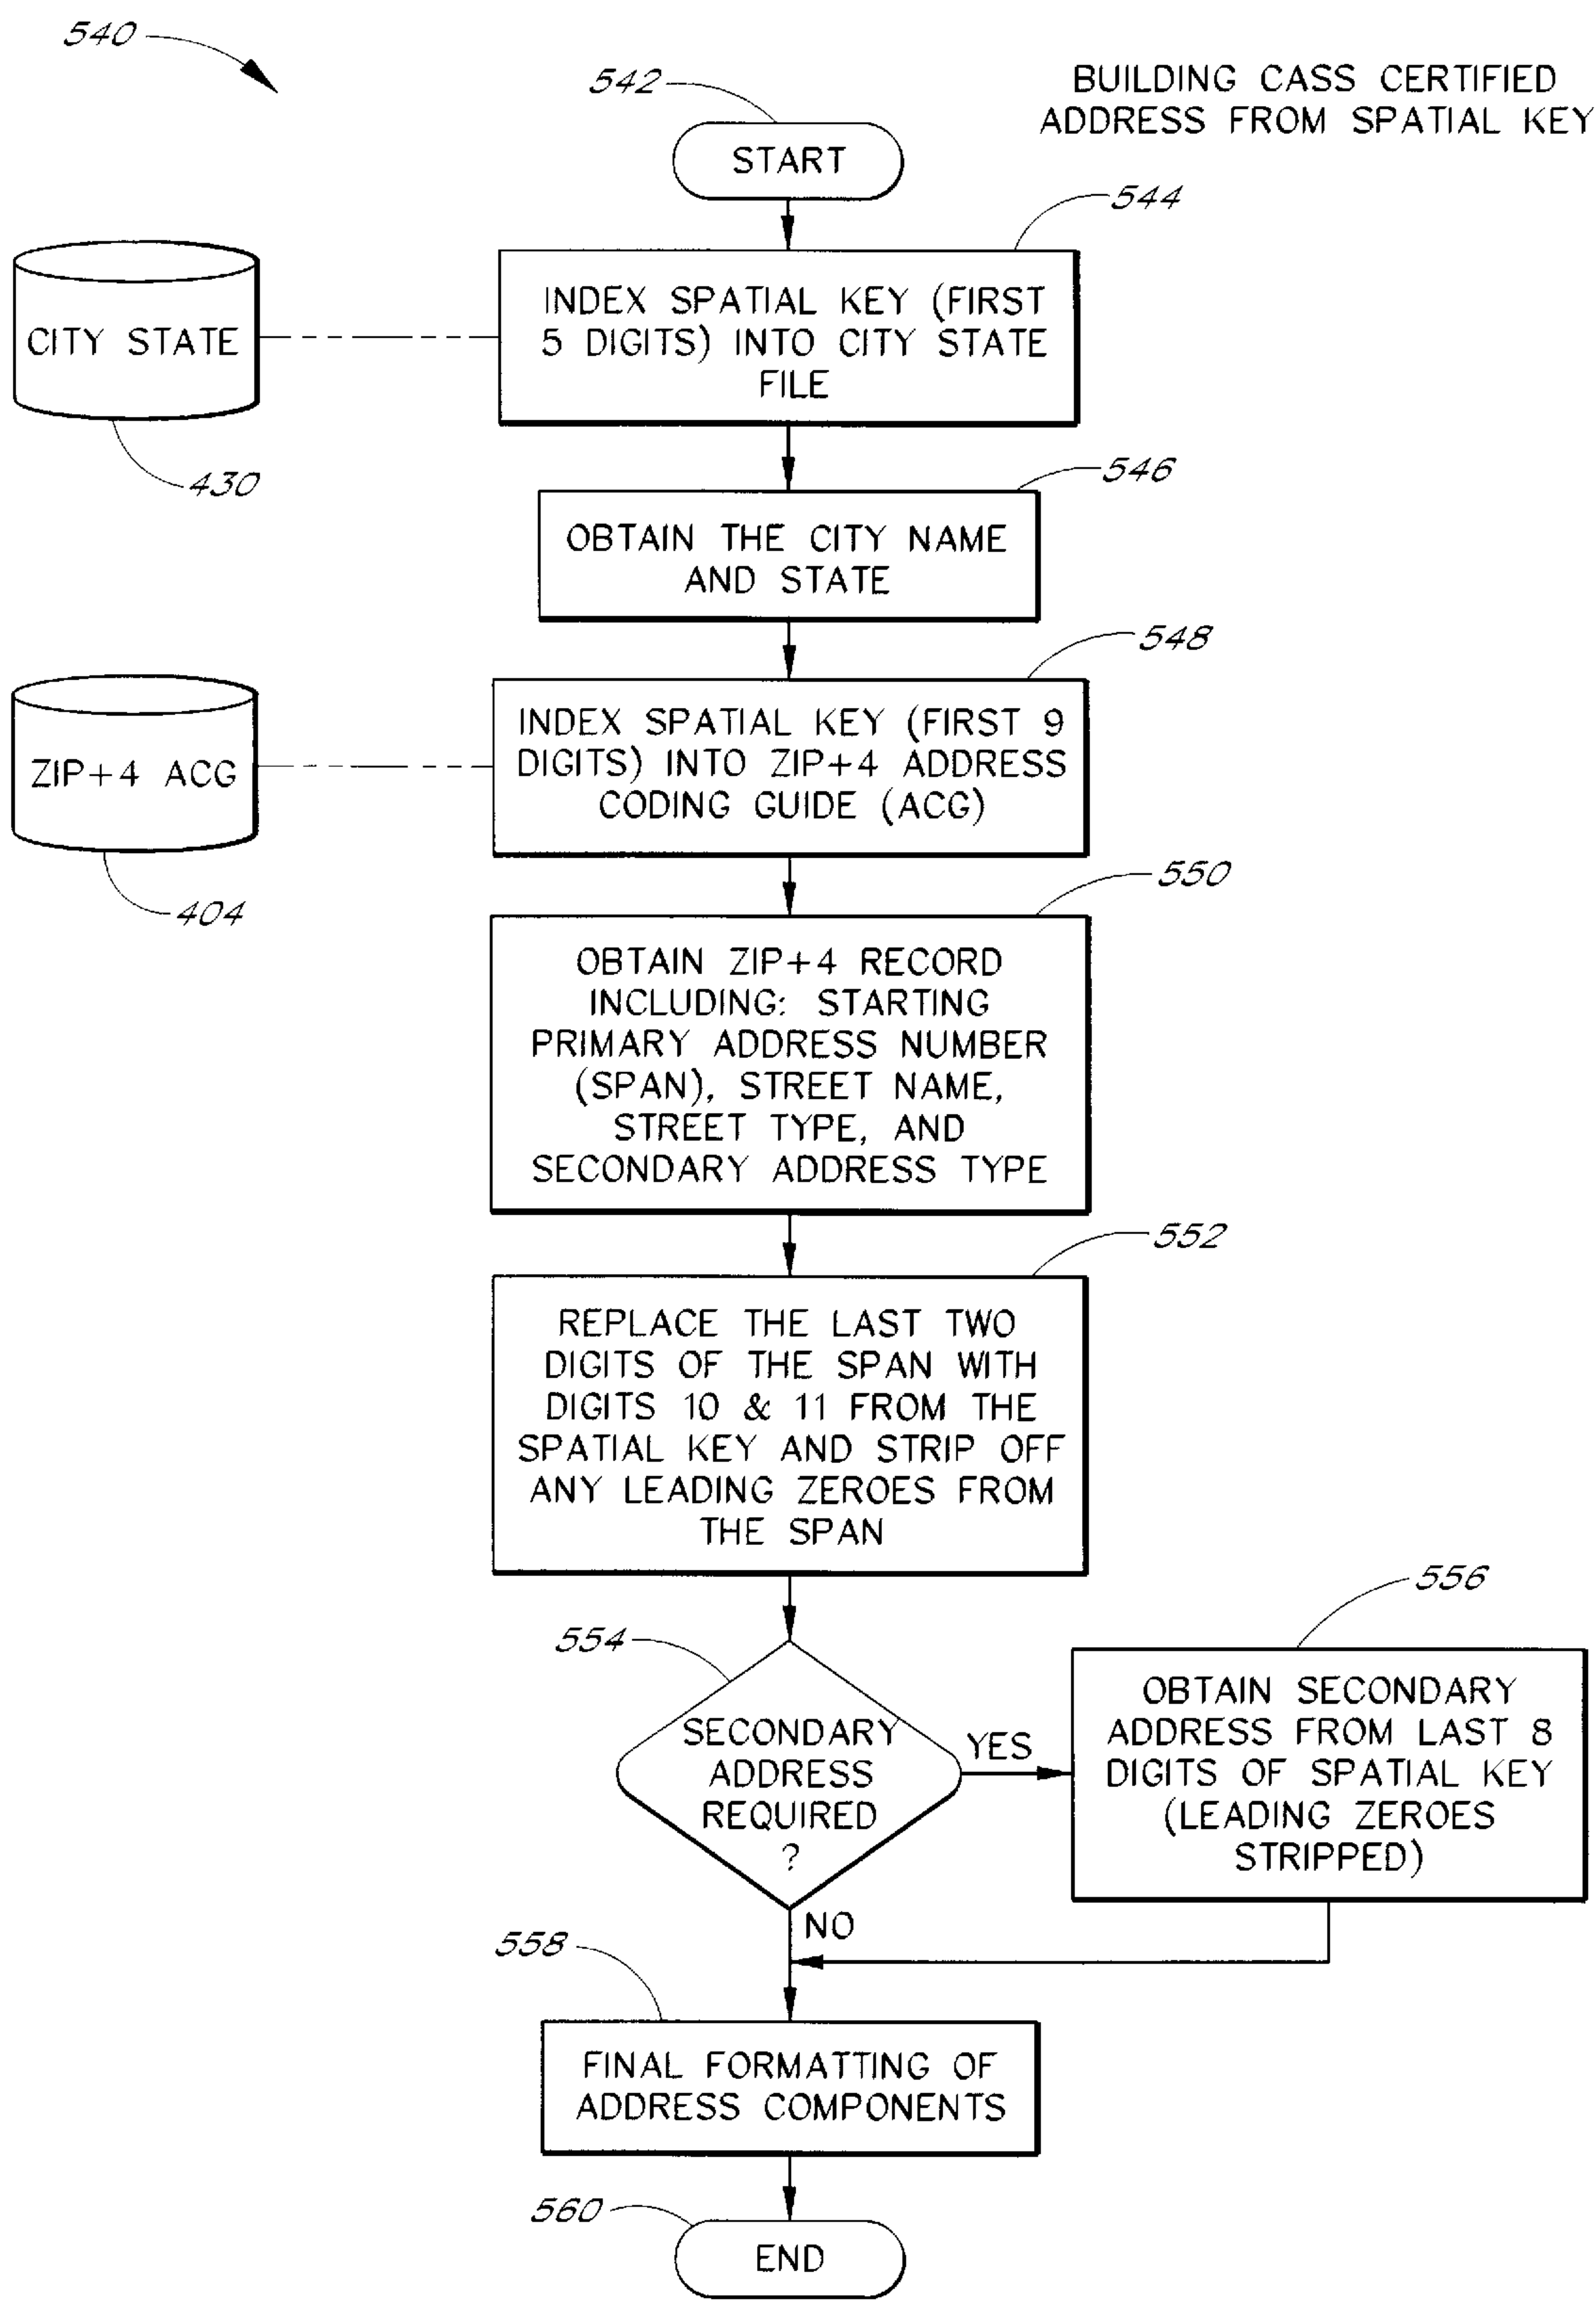 540
542
BUILDING CASS CERTIFIED
ADDRESS FROM SPATIAL KEY
START
544
INDEX SPATIAL KEY (FIRST
5 DIGITS) INTO CITY STATE
FILE
CITY STATE
430
546
OBTAIN THE CITY NAME
AND STATE
548
INDEX SPATIAL KEY (FIRST 9
DIGITS) INTO ZIP+4 ADDRESS
CODING GUIDE (ACG)
ZIP+4 ACG
404
550
OBTAIN ZIP+4 RECORD
INCLUDING: STARTING
PRIMARY ADDRESS NUMBER
(SPAN), STREET NAME,
STREET TYPE, AND
SECONDARY ADDRESS TYPE
552
REPLACE THE LAST TWO
DIGITS OF THE SPAN WITH
DIGITS 10 & 11 FROM THE
SPATIAL KEY AND STRIP OFF
ANY LEADING ZEROES FROM
THE SPAN
554
SECONDARY
ADDRESS
REQUIRED
?
YES
556
OBTAIN SECONDARY
ADDRESS FROM LAST 8
DIGITS OF SPATIAL KEY
(LEADING ZEROES
STRIPPED)
NO
558
FINAL FORMATTING OF
ADDRESS COMPONENTS
560
END